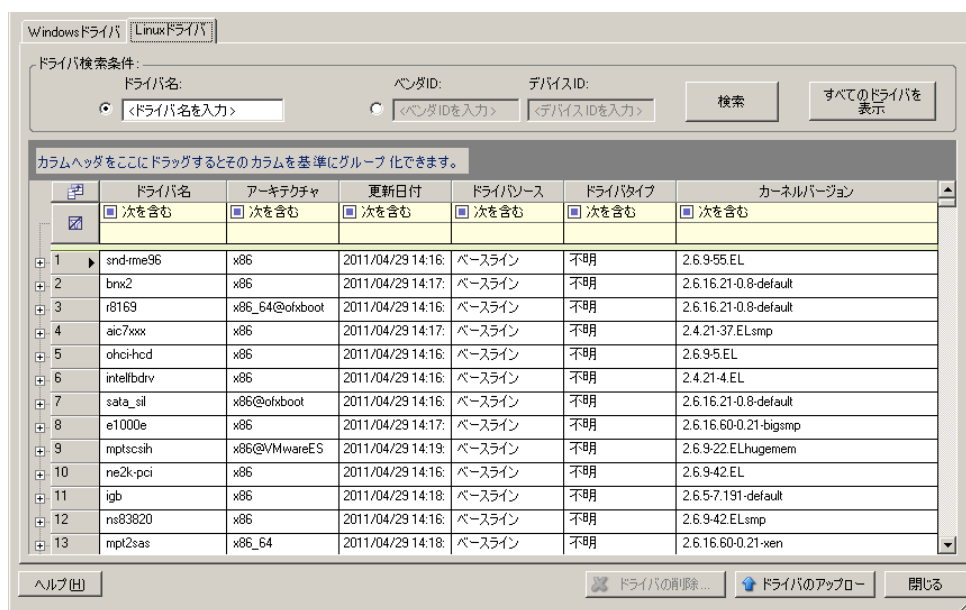 Windowsドライバ Linuxドライバ
ドライバ検索条件:
ドライバ名: ベンダID: デバイスID:
<ドライバ名を入力> <ベンダIDを入力> <デバイスIDを入力> 検索 すべてのドライバを
表示
カラムヘッダをここにドラッグするとそのカラムを基準にグループ化できます。
ドライバ名 アーキテクチャ 更新日付 ドライバソース ドライバタイプ カーネルバージョン
次を含む 次を含む 次を含む 次を含む 次を含む 次を含む
1 snd-rme96 x86 2011/04/29 14:16: ベースライン 不明 2.6.9-55.EL
2 bnx2 x86 2011/04/29 14:17: ベースライン 不明 2.6.16.21-0.8-default
3 r8169 x86_64@ofxboot 2011/04/29 14:16: ベースライン 不明 2.6.16.21-0.8-default
4 aic7xxx x86 2011/04/29 14:17: ベースライン 不明 2.4.21-37.ELsmp
5 ohci-hcd x86 2011/04/29 14:16: ベースライン 不明 2.6.9-5.EL
6 intelfbdrv x86 2011/04/29 14:16: ベースライン 不明 2.4.21-4.EL
7 sata_sil x86@ofxboot 2011/04/29 14:16: ベースライン 不明 2.6.16.21-0.8-default
8 e1000e x86 2011/04/29 14:17: ベースライン 不明 2.6.16.60-0.21-bigsmp
9 mptscsih x86@VMwareES 2011/04/29 14:19: ベースライン 不明 2.6.9-22.ELhugemem
10 ne2k-pci x86 2011/04/29 14:16: ベースライン 不明 2.6.9-42.EL
11 igb x86 2011/04/29 14:18: ベースライン 不明 2.6.5-7.191-default
12 ns83820 x86 2011/04/29 14:16: ベースライン 不明 2.6.9-42.ELsmp
13 mpt2sas x86_64 2011/04/29 14:18: ベースライン 不明 2.6.16.60-0.21-xen
ヘルプ(H) ドライバの削除... ドライバのアップロー 閉じる